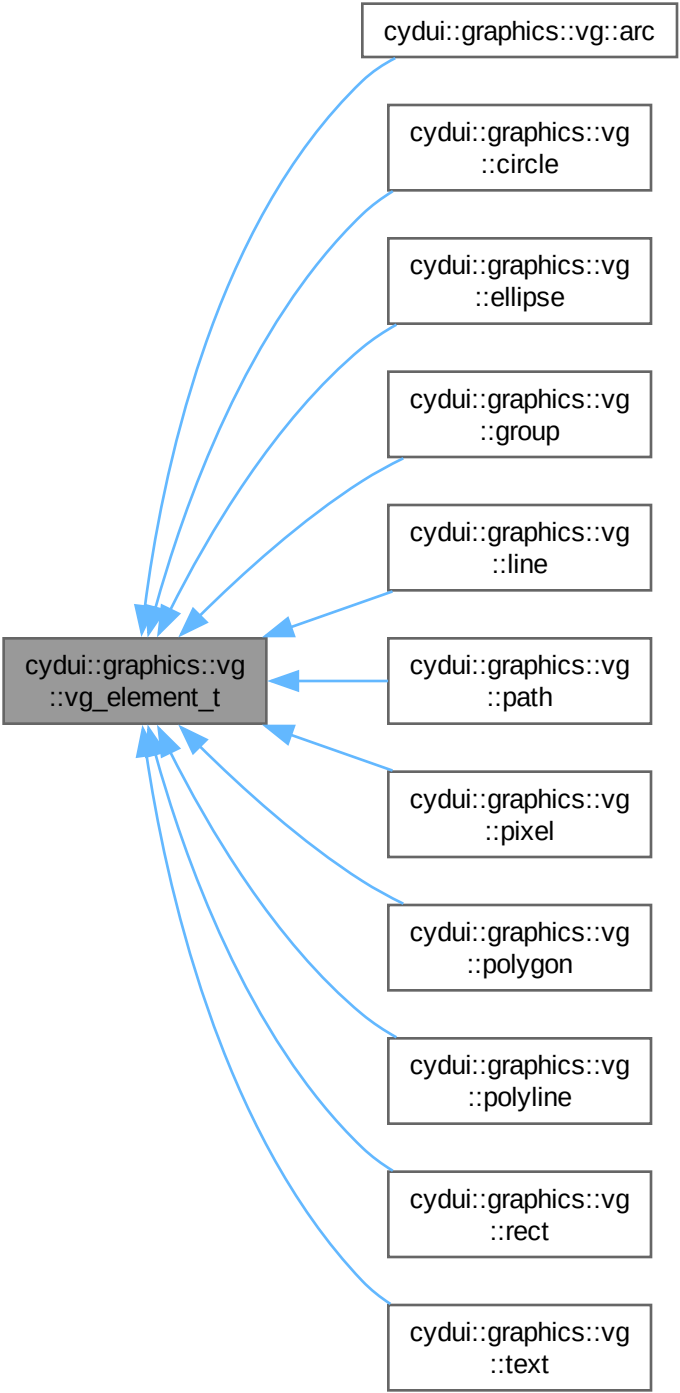 cydui::graphics::vg::arc
cydui::graphics::vg
::circle
cydui::graphics::vg
::ellipse
cydui::graphics::vg
::group
cydui::graphics::vg
::line
cydui::graphics::vg
::vg_element_t
cydui::graphics::vg
::path
cydui::graphics::vg
::pixel
cydui::graphics::vg
::polygon
cydui::graphics::vg
::polyline
cydui::graphics::vg
::rect
cydui::graphics::vg
::text